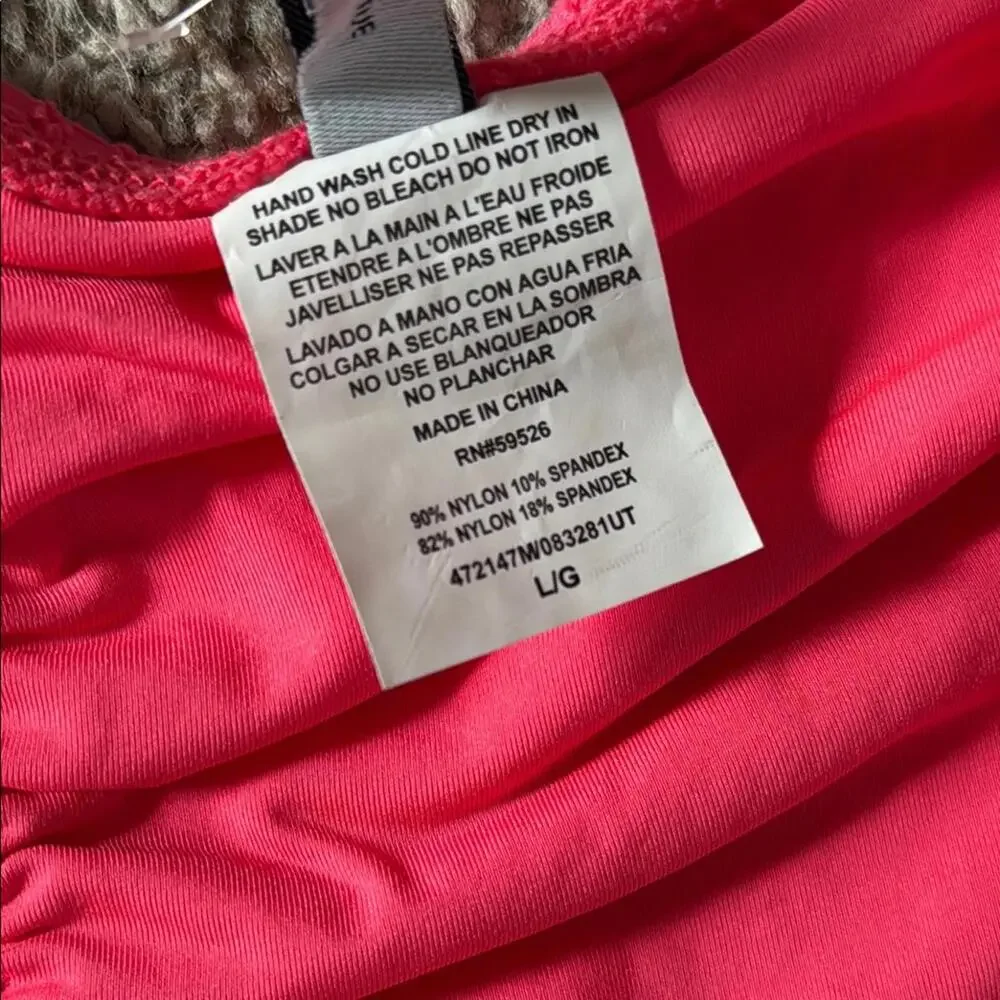 HAND WASH COLD LINE DRY IN
SHADE NO BLEACH DO NOT IRON
LAVER A LA MAIN A L'EAU FROIDE
ETENDRE A L'OMBRE NE PAS
JAVELLISER NE PAS REPASSER
LAVADO A MANO CON AGUA FRIA
COLGAR A SECAR EN LA SOMBRA
NO USE BLANQUEADOR
NO PLANCHAR
MADE IN CHINA
RN#59526
90% NYLON 10% SPANDEX
82% NYLON 18% SPANDEX
472147M/083281UT
L/G